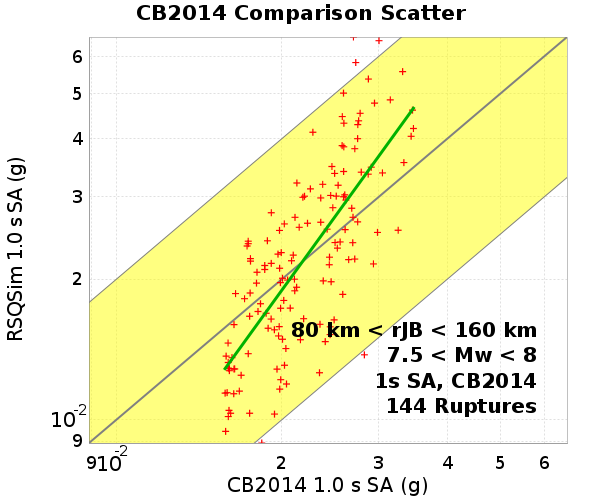 CB2014 Comparison Scatter
RSQSim 1.0 s SA (g)
6
5
4
3
2
10⁻²
9
80 km < rJB < 160 km
7.5 < Mw < 8
1s SA, CB2014
144 Ruptures
9 10⁻² 2 3 4 5 6
CB2014 1.0 s SA (g)